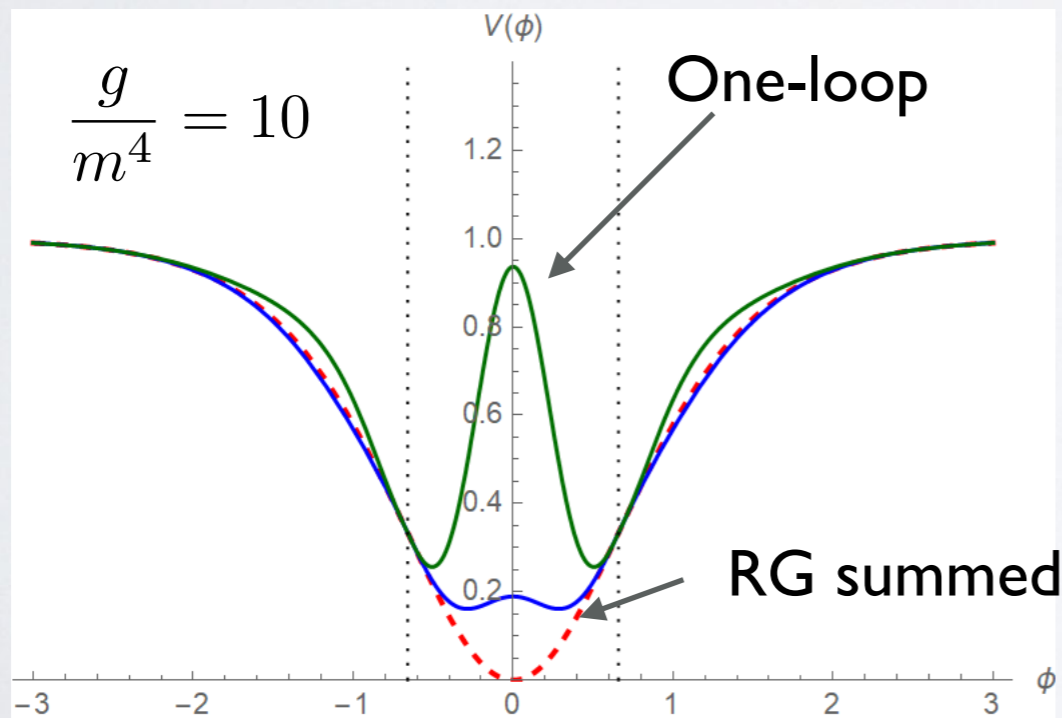 V(ϕ)
g/m⁴ = 10
One-loop
1.2
1.0
0.8
0.6
0.4
RG summed
0.2
−3 −2 −1 0 1 2 3 ϕ